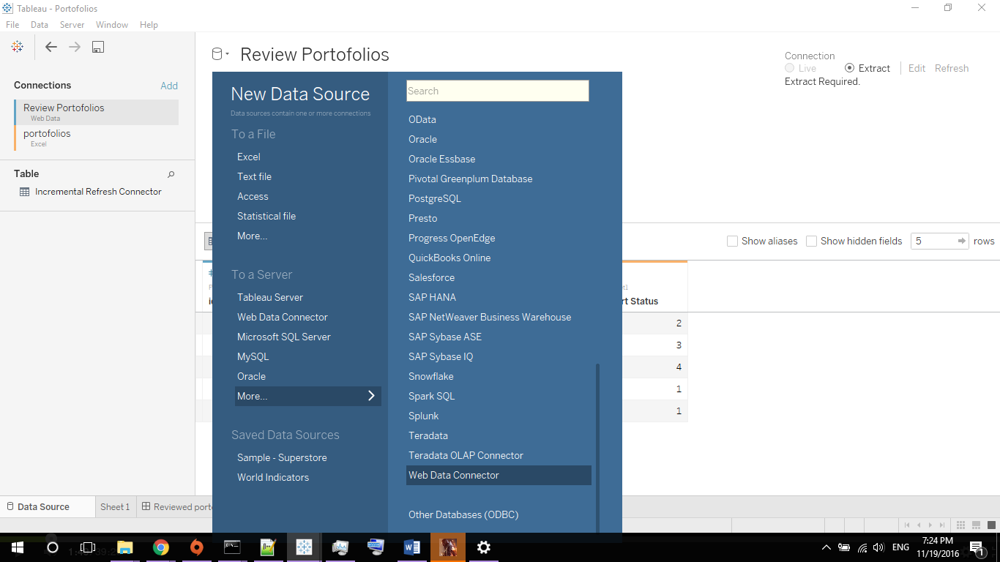 Tableau - Portofolios
File Data Server Window Help
Connections Add
Review Portofolios
Web Data
portofolios
Excel
Table
Incremental Refresh Connector
Review Portofolios
Connection
Live Extract Edit Refresh
Extract Required.
New Data Source
Data sources contain one or more connections
To a File
Excel
Text file
Access
Statistical file
More...
To a Server
Tableau Server
Web Data Connector
Microsoft SQL Server
MySQL
Oracle
More...
Saved Data Sources
Sample - Superstore
World Indicators
Search
OData
Oracle
Oracle Essbase
Pivotal Greenplum Database
PostgreSQL
Presto
Progress OpenEdge
QuickBooks Online
Salesforce
SAP HANA
SAP NetWeaver Business Warehouse
SAP Sybase ASE
SAP Sybase IQ
Snowflake
Spark SQL
Splunk
Teradata
Teradata OLAP Connector
Web Data Connector
Other Databases (ODBC)
Show aliases Show hidden fields 5 rows
rt Status
2
3
4
1
1
Data Source Sheet 1 Reviewed porto
ENG 7:24 PM
11/19/2016
1